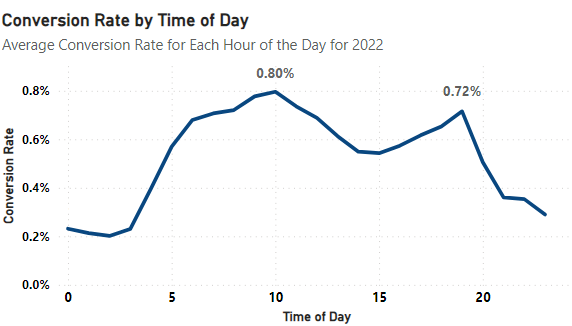 Conversion Rate by Time of Day
Average Conversion Rate for Each Hour of the Day for 2022
0.80%
0.72%
0.8%
0.6%
0.4%
0.2%
0.0%
Conversion Rate
0 5 10 15 20
Time of Day